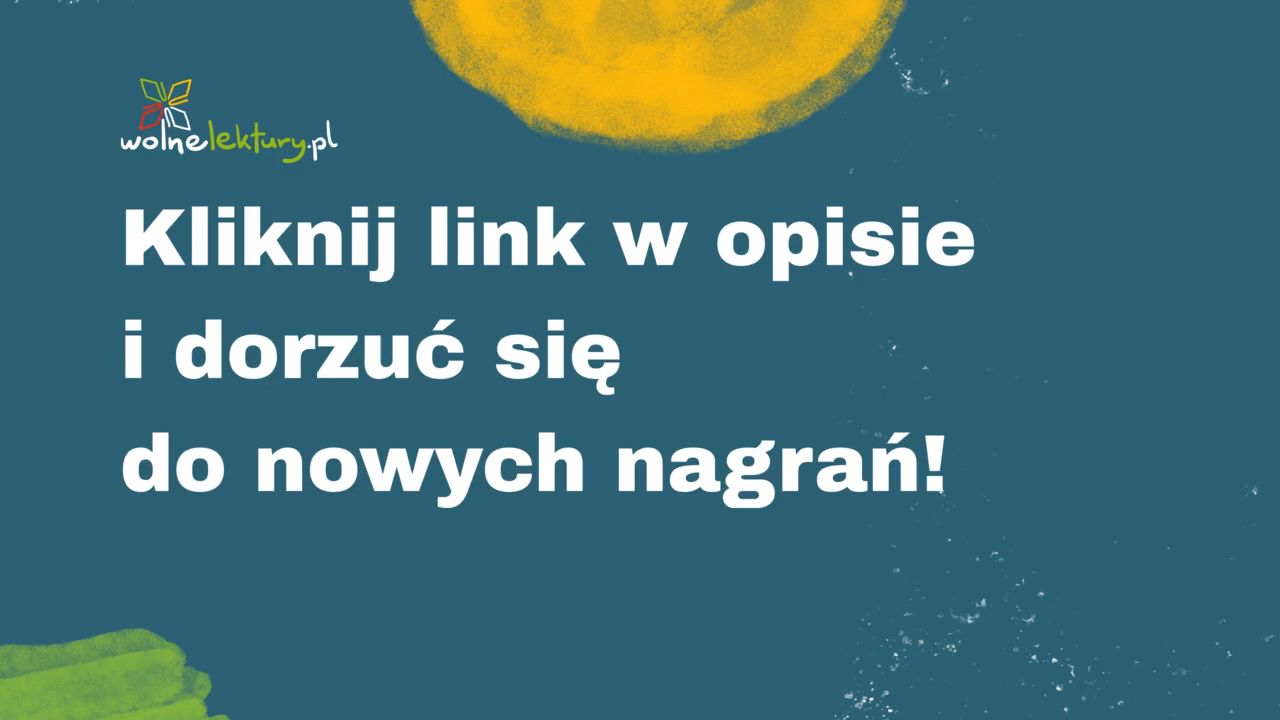 wolnelektury.pl
Kliknij link w opisie
i dorzuć się
do nowych nagrań!